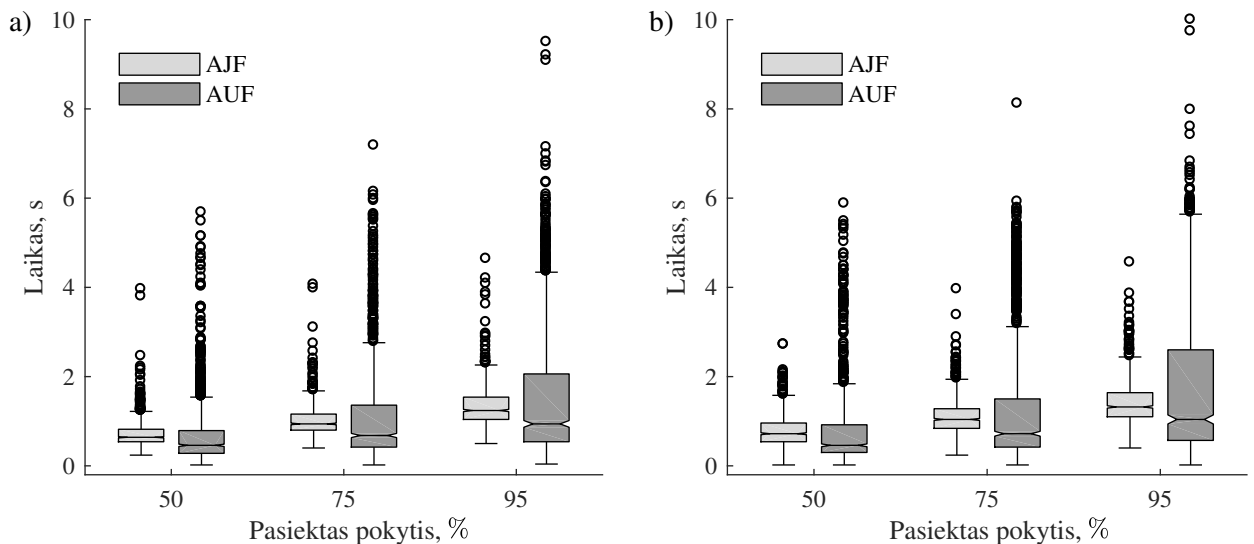 a)
10
8
6
4
2
0
Laikas, s
AJF
AUF
50
75
95
Pasiektas pokytis, %
b)
10
8
6
4
2
0
Laikas, s
AJF
AUF
50
75
95
Pasiektas pokytis, %